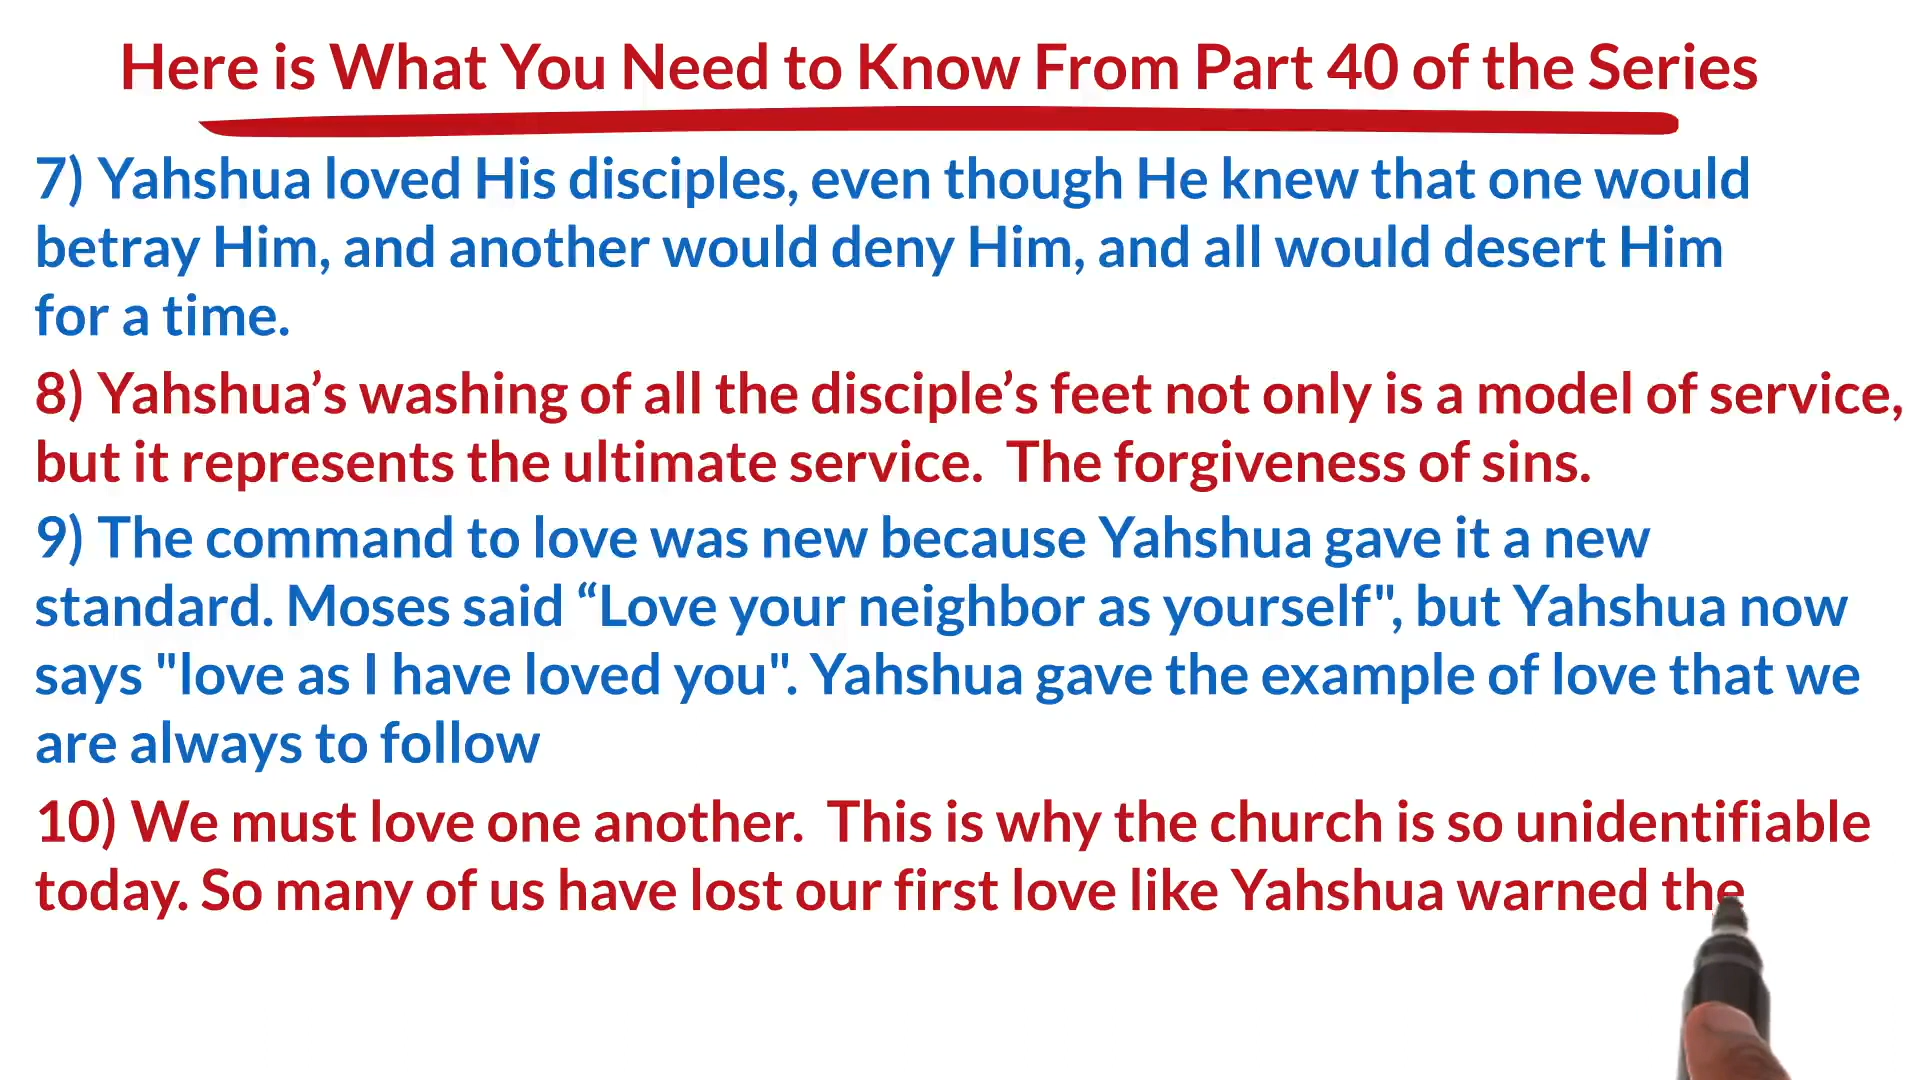 Here is What You Need to Know From Part 40 of the Series
7) Yahshua loved His disciples, even though He knew that one would
betray Him, and another would deny Him, and all would desert Him
for a time.
8) Yahshua’s washing of all the disciple’s feet not only is a model of service,
but it represents the ultimate service.  The forgiveness of sins.
9) The command to love was new because Yahshua gave it a new
standard. Moses said “Love your neighbor as yourself", but Yahshua now
says "love as I have loved you". Yahshua gave the example of love that we
are always to follow
10) We must love one another.  This is why the church is so unidentifiable
today. So many of us have lost our first love like Yahshua warned the